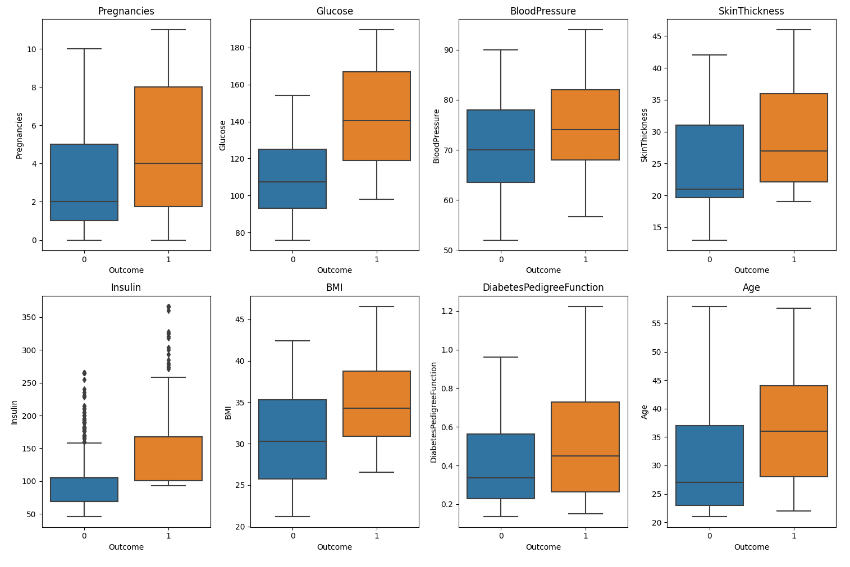 Pregnancies
Glucose
BloodPressure
SkinThickness
10
8
6
4
2
0
Pregnancies
0
1
Outcome
180
160
140
120
100
80
Glucose
0
1
Outcome
90
80
70
60
50
BloodPressure
0
1
Outcome
45
40
35
30
25
20
15
SkinThickness
0
1
Outcome
Insulin
BMI
DiabetesPedigreeFunction
Age
350
300
250
200
150
100
50
Insulin
0
1
Outcome
45
40
35
30
25
20
BMI
0
1
Outcome
1.2
1.0
0.8
0.6
0.4
0.2
DiabetesPedigreeFunction
0
1
Outcome
55
50
45
40
35
30
25
20
Age
0
1
Outcome